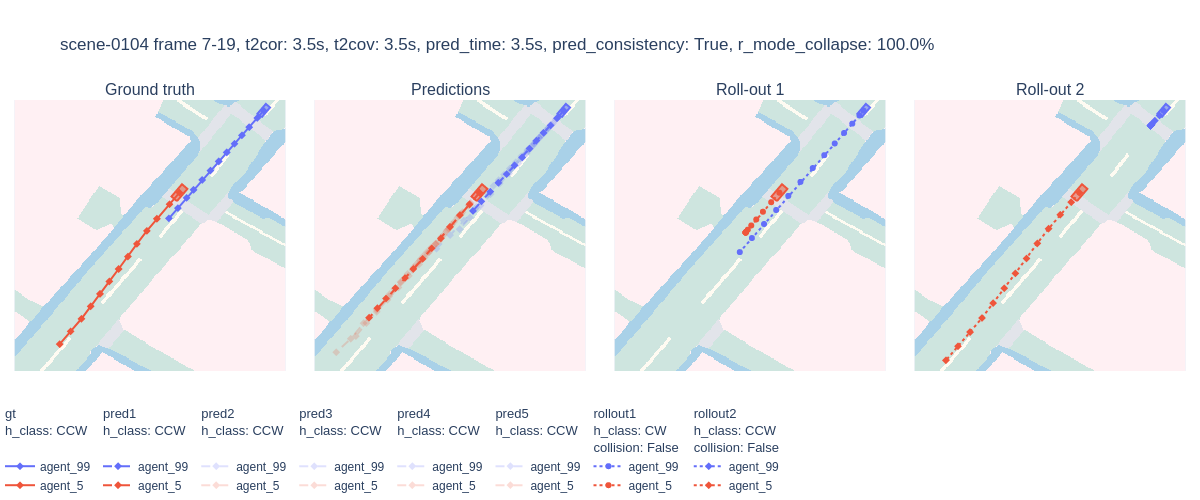 scene-0104 frame 7-19, t2cor: 3.5s, t2cov: 3.5s, pred_time: 3.5s, pred_consistency: True, r_mode_collapse: 100.0%
Ground truth
Predictions
Roll-out 1
Roll-out 2
gt
h_class: CCW
agent_99
agent_5
pred1
h_class: CCW
agent_99
agent_5
pred2
h_class: CCW
agent_99
agent_5
pred3
h_class: CCW
agent_99
agent_5
pred4
h_class: CCW
agent_99
agent_5
pred5
h_class: CCW
agent_99
agent_5
rollout1
h_class: CW
collision: False
agent_99
agent_5
rollout2
h_class: CCW
collision: False
agent_99
agent_5